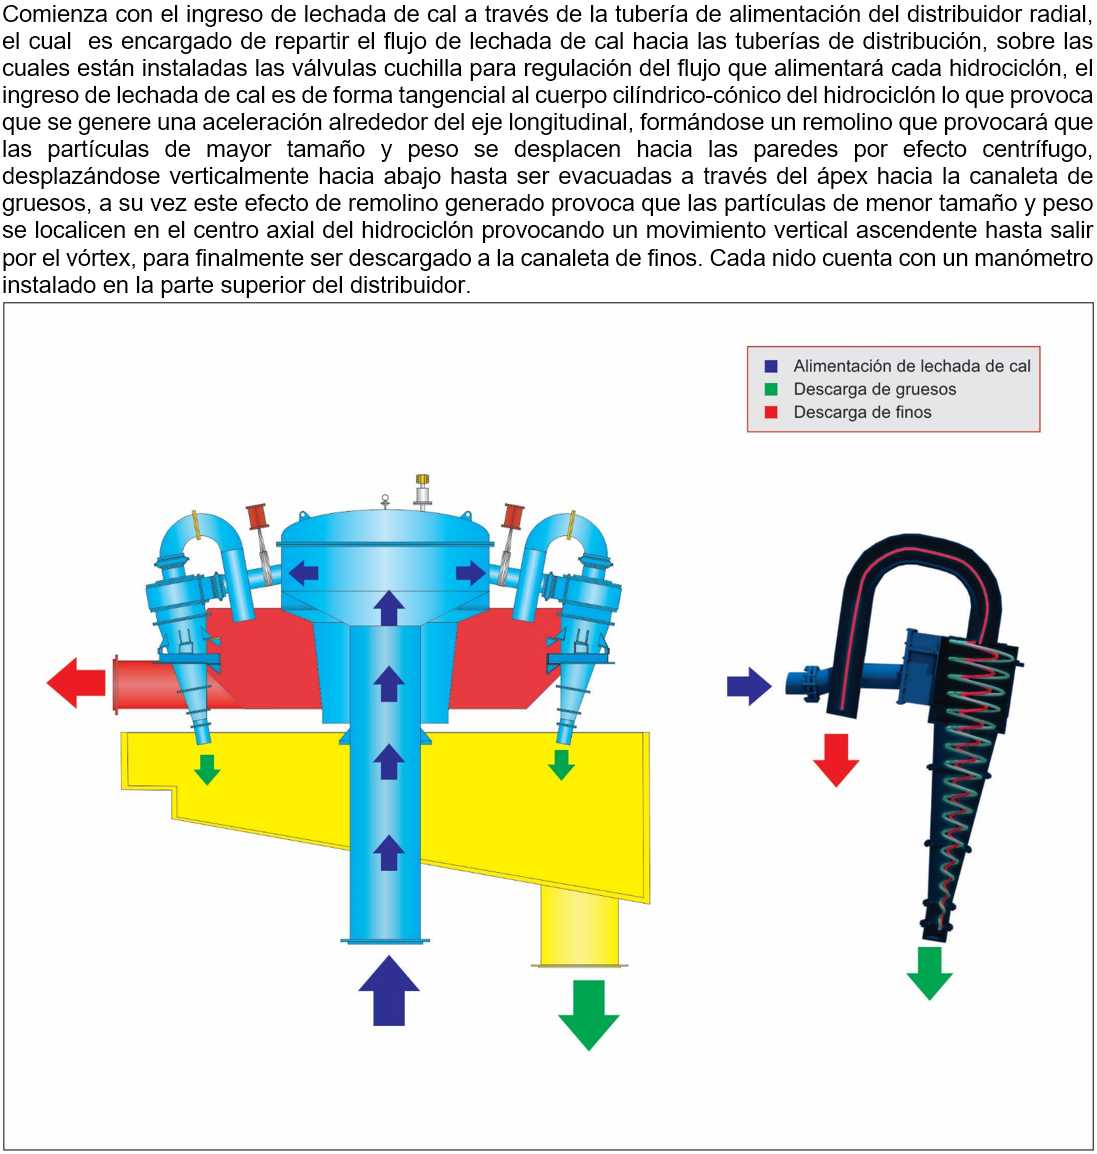 Comienza con el ingreso de lechada de cal a través de la tubería de alimentación del distribuidor radial,
el cual  es encargado de repartir el flujo de lechada de cal hacia las tuberías de distribución, sobre las
cuales están instaladas las válvulas cuchilla para regulación del flujo que alimentará cada hidrociclón, el
ingreso de lechada de cal es de forma tangencial al cuerpo cilíndrico-cónico del hidrociclón lo que provoca
que se genere una aceleración alrededor del eje longitudinal, formándose un remolino que provocará que
las partículas de mayor tamaño y peso se desplacen hacia las paredes por efecto centrífugo,
desplazándose verticalmente hacia abajo hasta ser evacuadas a través del ápex hacia la canaleta de
gruesos, a su vez este efecto de remolino generado provoca que las partículas de menor tamaño y peso
se localicen en el centro axial del hidrociclón provocando un movimiento vertical ascendente hasta salir
por el vórtex, para finalmente ser descargado a la canaleta de finos. Cada nido cuenta con un manómetro
instalado en la parte superior del distribuidor.
Alimentación de lechada de cal
Descarga de gruesos
Descarga de finos